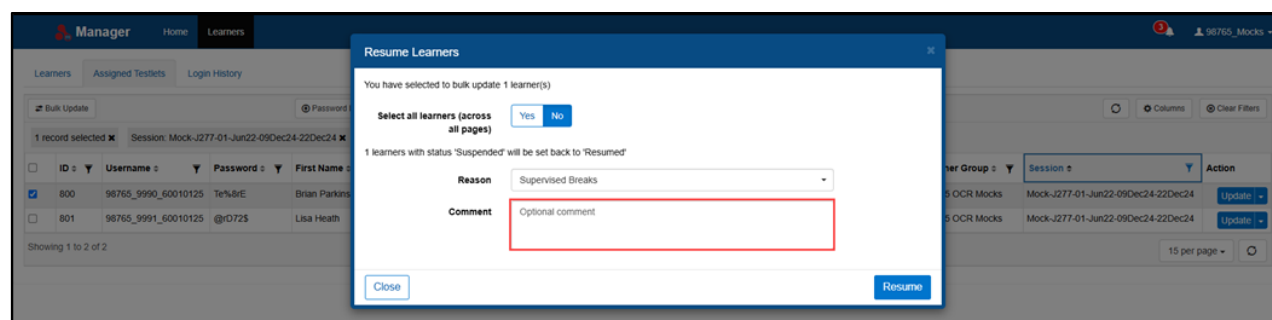 Manager Home Learners 3 98765_Mocks
Resume Learners
Learners Assigned Testlets Login History
You have selected to bulk update 1 learner(s)
Bulk Update Password Columns Clear Filters
Select all learners (across all pages) Yes No
1 record selected Session: Mock-J277-01-Jun22-09Dec24-22Dec24
1 learners with status 'Suspended' will be set back to 'Resumed'
ID Username Password First Name Group Session Action
Reason Supervised Breaks
800 98765_9990_60010125 Te%8rE Brian Parkins 5 OCR Mocks Mock-J277-01-Jun22-09Dec24-22Dec24 Update
Comment Optional comment
801 98765_9991_60010125 @rD72$ Lisa Heath 5 OCR Mocks Mock-J277-01-Jun22-09Dec24-22Dec24 Update
Showing 1 to 2 of 2 15 per page
Close Resume